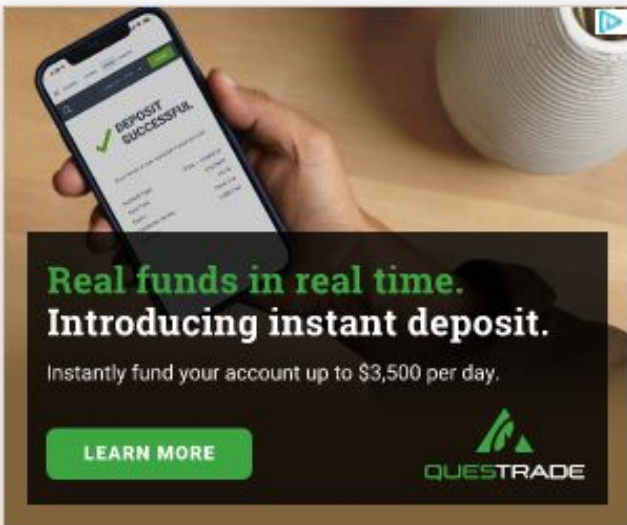 DEPOSIT
SUCCESSFUL
Real funds in real time.
Introducing instant deposit.
Instantly fund your account up to $3,500 per day.
LEARN MORE
QUESTRADE